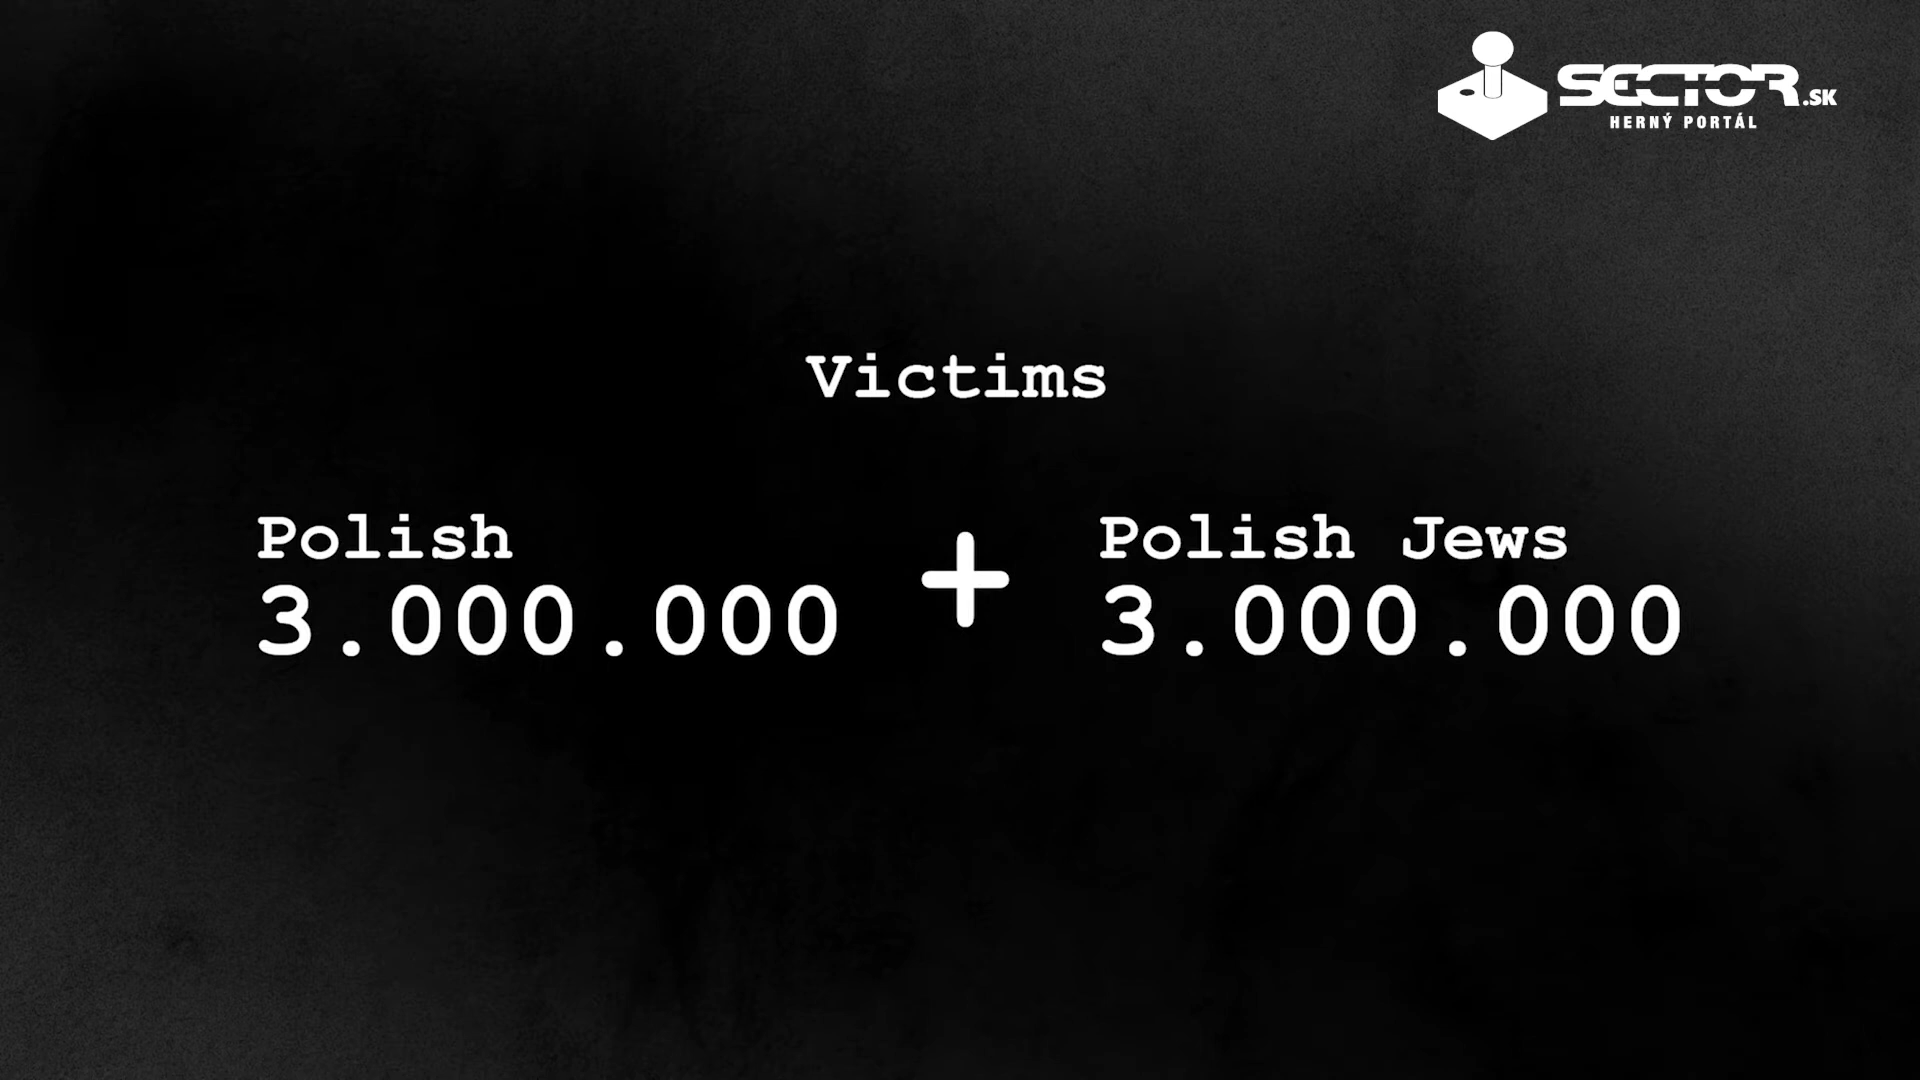 SECTOR.SK
HERNÝ PORTÁL
Victims
Polish + Polish Jews
3.000.000 3.000.000